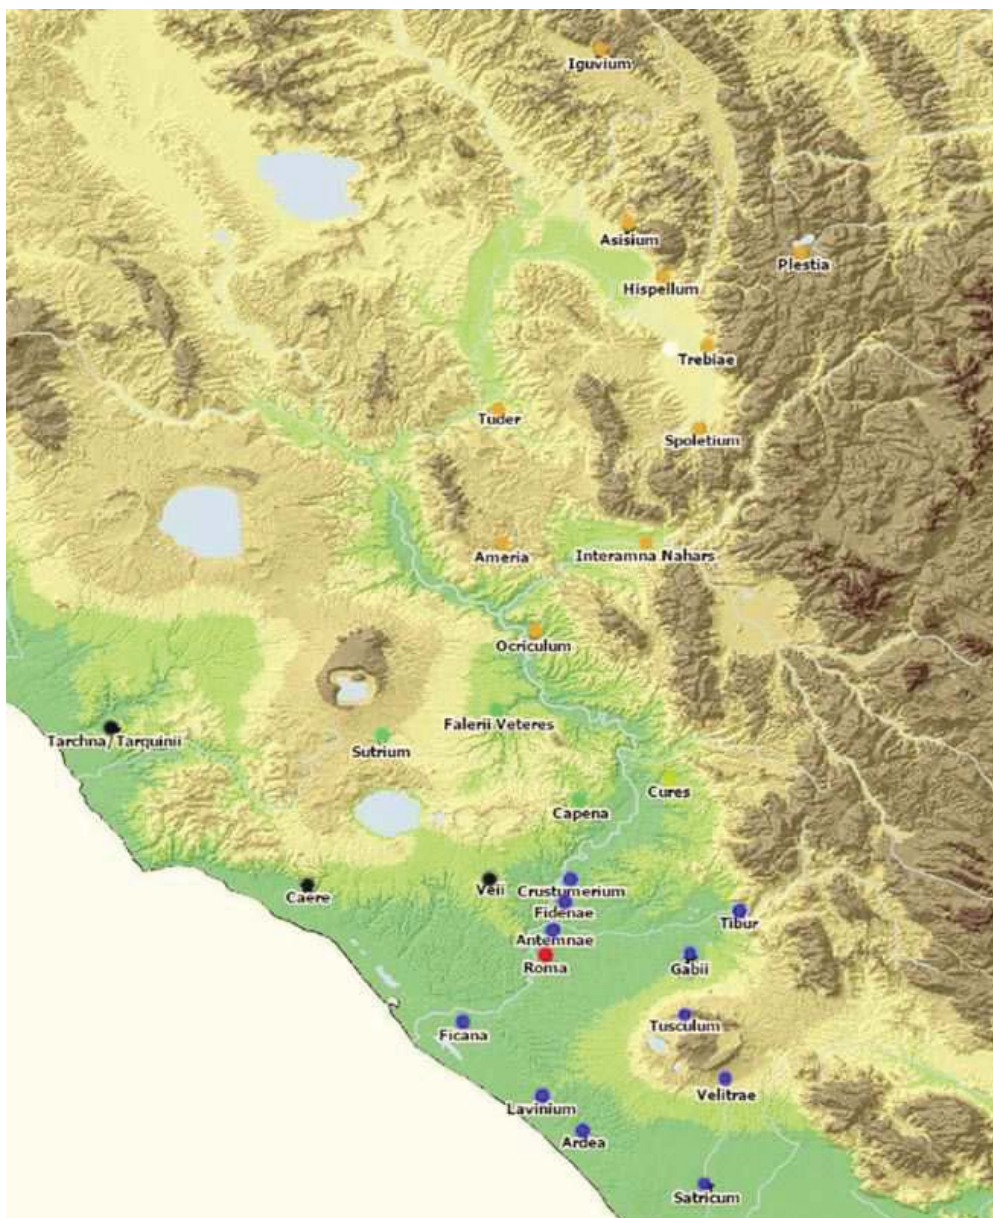 Iguvium
Asisium
Plestia
Hispellum
Trebiae
Tuder
Spoletium
Ameria
Interamna Nahars
Ocriculum
Falerii Veteres
Tarchna/Tarquinii
Sutrium
Cures
Capena
Caere
Veii
Crustumerium
Fidenae
Tibur
Antemnae
Roma
Gabii
Tusculum
Ficana
Velitrae
Lavinium
Ardea
Satricum